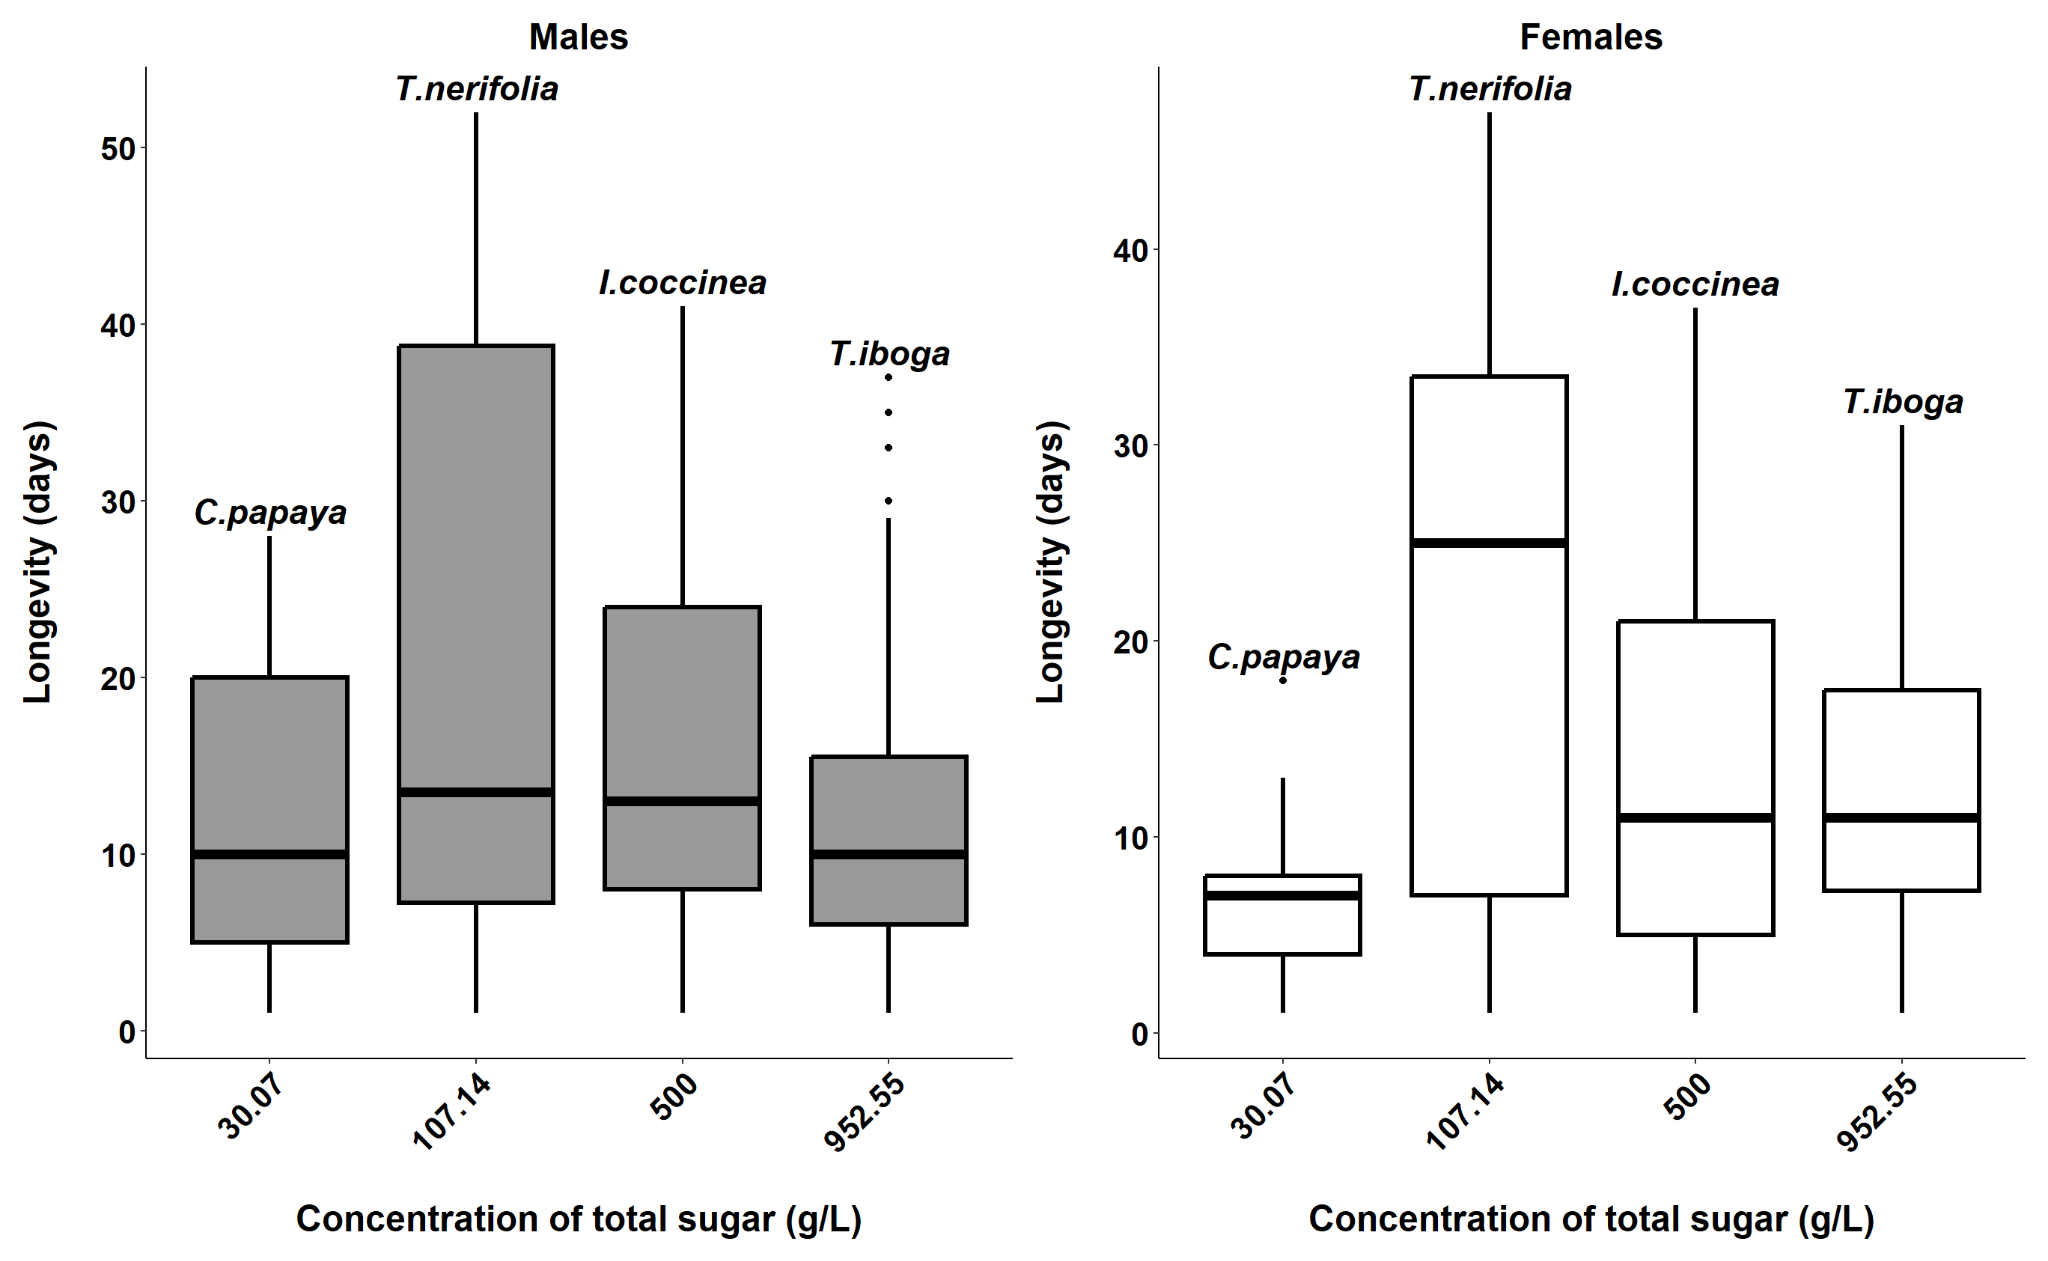 Males
T.nerifolia
I.coccinea
T.iboga
C.papaya
Longevity (days)
50
40
30
20
10
0
30.07
107.14
500
952.55
Concentration of total sugar (g/L)
Females
T.nerifolia
I.coccinea
T.iboga
C.papaya
Longevity (days)
40
30
20
10
0
30.07
107.14
500
952.55
Concentration of total sugar (g/L)